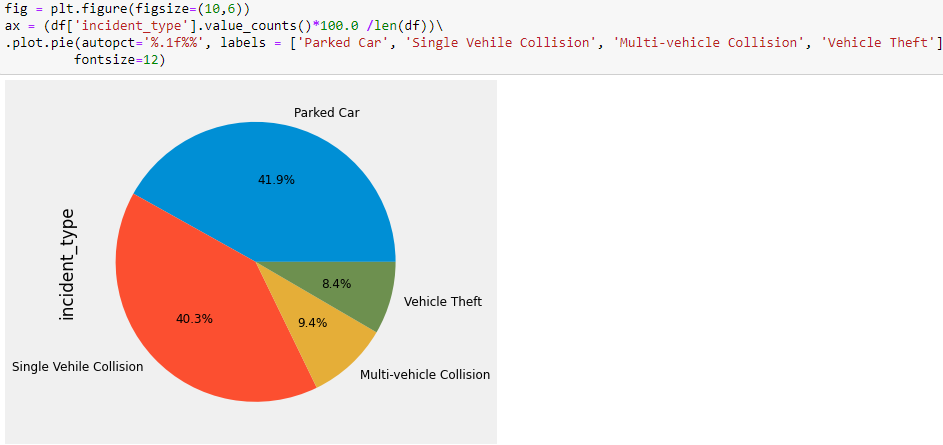 fig = plt.figure(figsize=(10,6))
ax = (df['incident_type'].value_counts()*100.0 /len(df))\
.plot.pie(autopct='%.1f%%', labels = ['Parked Car', 'Single Vehile Collision', 'Multi-vehicle Collision', 'Vehicle Theft']
fontsize=12)
Parked Car
41.9%
incident_type
8.4%
Vehicle Theft
40.3%
9.4%
Single Vehile Collision
Multi-vehicle Collision